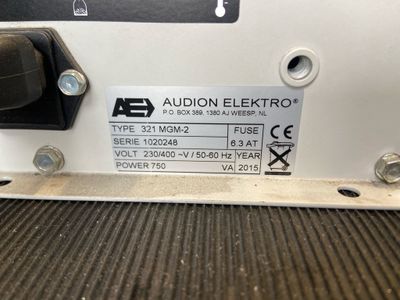 AE AUDION ELEKTRO®
P.O. BOX 389, 1380 AJ WEESP, NL
TYPE 321 MGM-2 FUSE
SERIE 1020248 6.3 AT
VOLT 230/400 ~V / 50-60 Hz YEAR
POWER 750 VA 2015
CE